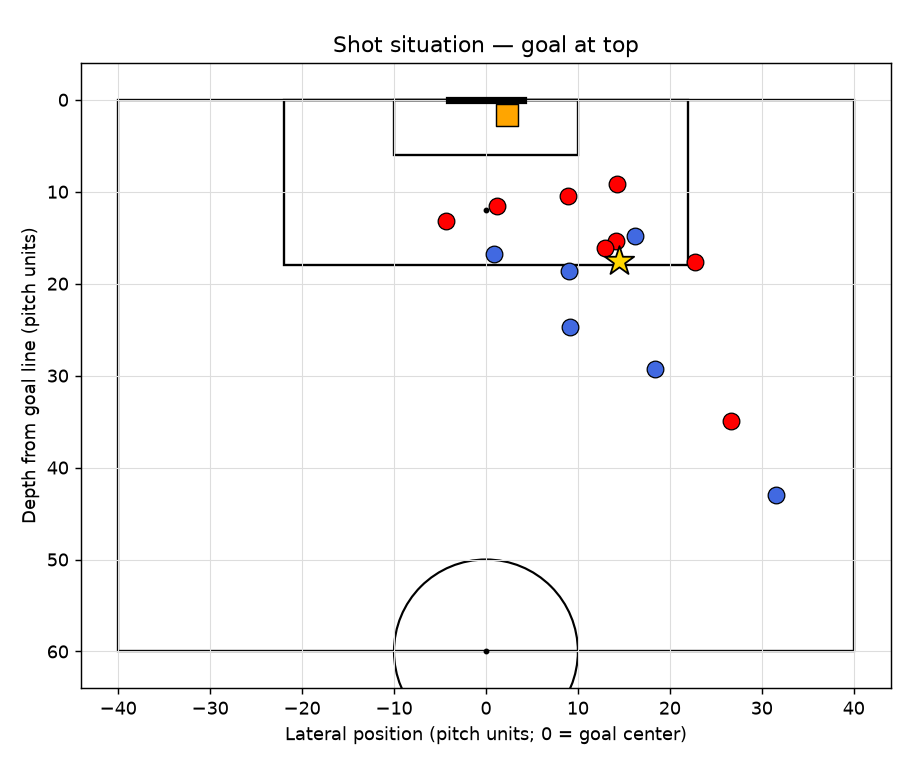 Shot situation — goal at top
0
10
20
30
40
50
60
Depth from goal line (pitch units)
−40 −30 −20 −10 0 10 20 30 40
Lateral position (pitch units; 0 = goal center)